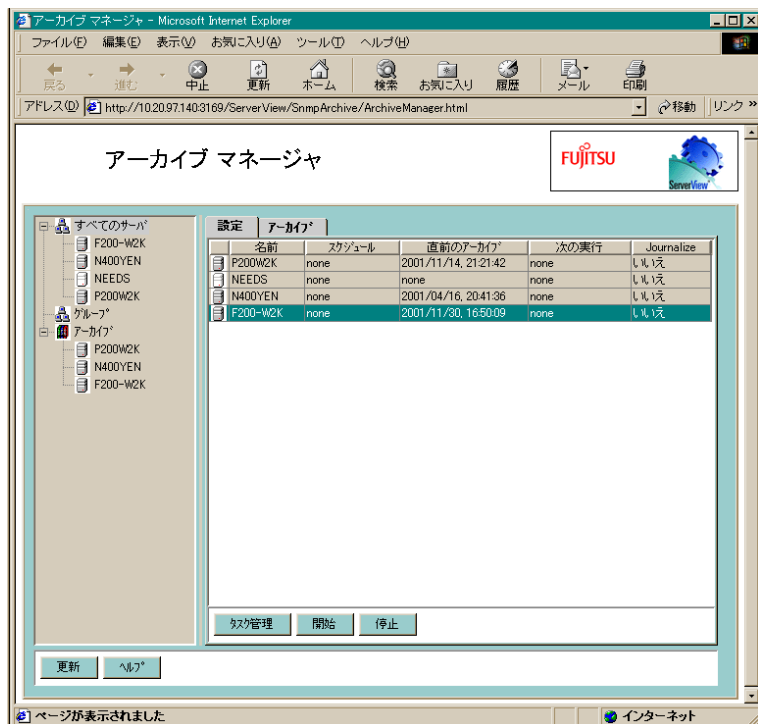 アーカイブ マネージャ - Microsoft Internet Explorer
ファイル(F) 編集(E) 表示(V) お気に入り(A) ツール(T) ヘルプ(H)
戻る 進む 中止 更新 ホーム 検索 お気に入り 履歴 メール 印刷
アドレス(D) http://10.20.97.140:3169/ServerView/SnmpArchive/ArchiveManager.html 移動 リンク »
アーカイブ マネージャ
FUJITSU
ServerView
すべてのサーバ
F200-W2K
N400YEN
NEEDS
P200W2K
グループ
アーカイブ
P200W2K
N400YEN
F200-W2K
設定 アーカイブ
名前 スケジュール 直前のアーカイブ 次の実行 Journalize
P200W2K none 2001/11/14, 21:21:42 none いいえ
NEEDS none none none いいえ
N400YEN none 2001/04/16, 20:41:36 none いいえ
F200-W2K none 2001/11/30, 16:50:09 none いいえ
タスク管理 開始 停止
更新 ヘルプ
ページが表示されました インターネット